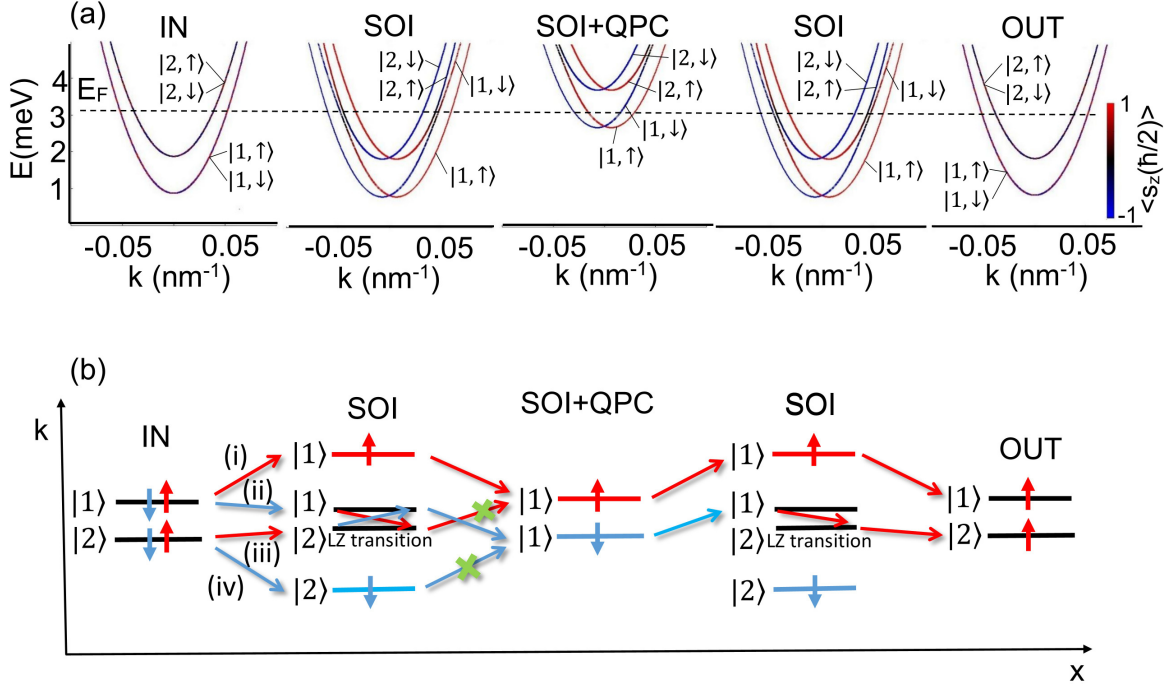 (a)
IN
SOI
SOI+QPC
SOI
OUT
E(meV)
4
3
2
1
E_F
|2,↑⟩
|2,↓⟩
|1,↑⟩
|1,↓⟩
|2,↓⟩
|2,↑⟩
|1,↓⟩
|1,↑⟩
|2,↓⟩
|2,↑⟩
|1,↓⟩
|1,↑⟩
|2,↓⟩
|2,↑⟩
|1,↓⟩
|1,↑⟩
|2,↑⟩
|2,↓⟩
|1,↑⟩
|1,↓⟩
1
-1
<s_z(ħ/2)>
-0.05 0.05
k (nm⁻¹)
-0.05 0.05
k (nm⁻¹)
-0.05 0.05
k (nm⁻¹)
-0.05 0.05
k (nm⁻¹)
-0.05 0.05
k (nm⁻¹)
(b)
k
IN
SOI
SOI+QPC
SOI
OUT
|1⟩
|2⟩
(i)
(ii)
(iii)
(iv)
|1⟩
|1⟩
|2⟩
LZ transition
|2⟩
|1⟩
|1⟩
|1⟩
|1⟩
|2⟩
LZ transition
|2⟩
|1⟩
|2⟩
x